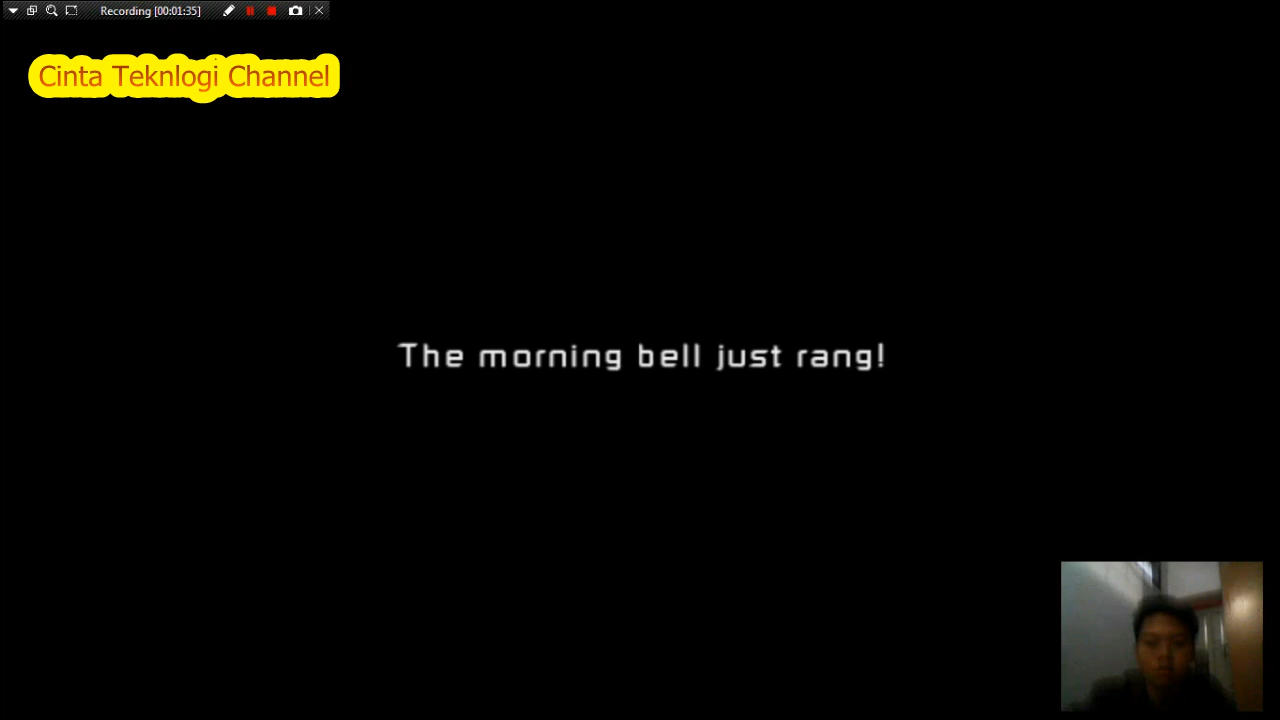 Recording [00:01:35]
Cinta Teknlogi Channel
The morning bell just rang!